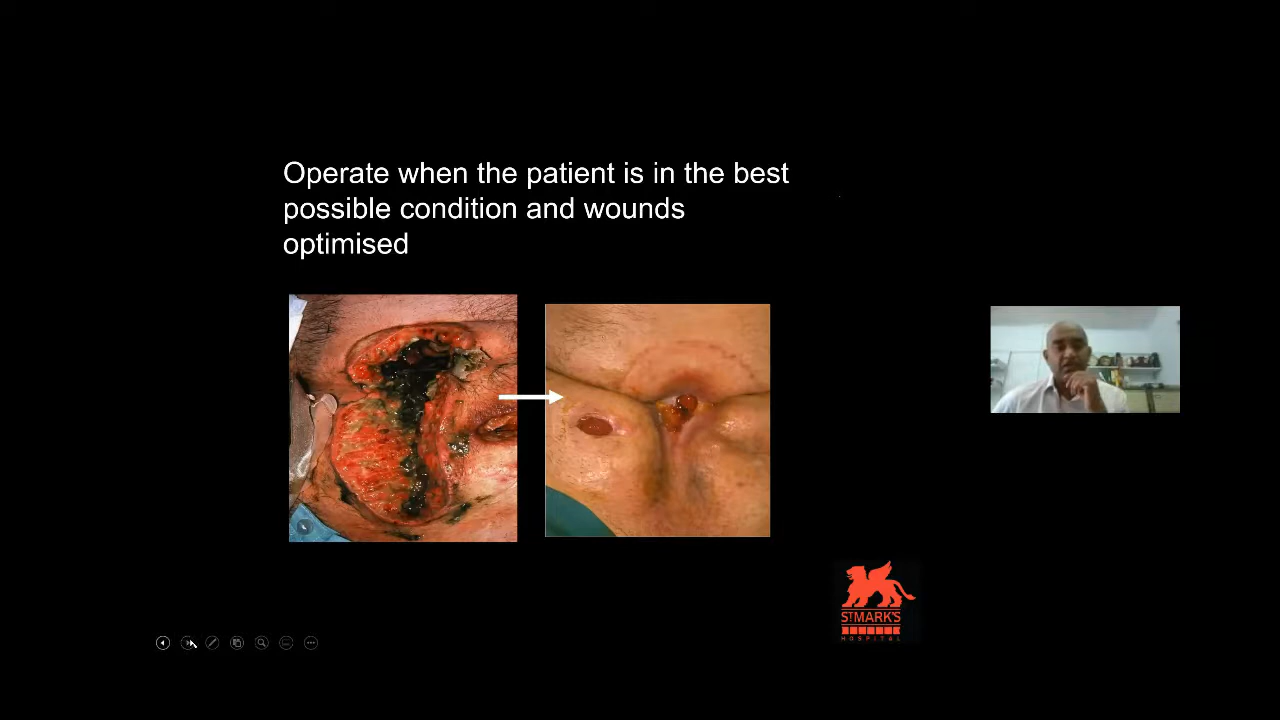 Operate when the patient is in the best
possible condition and wounds
optimised
ST MARK'S
HOSPITAL